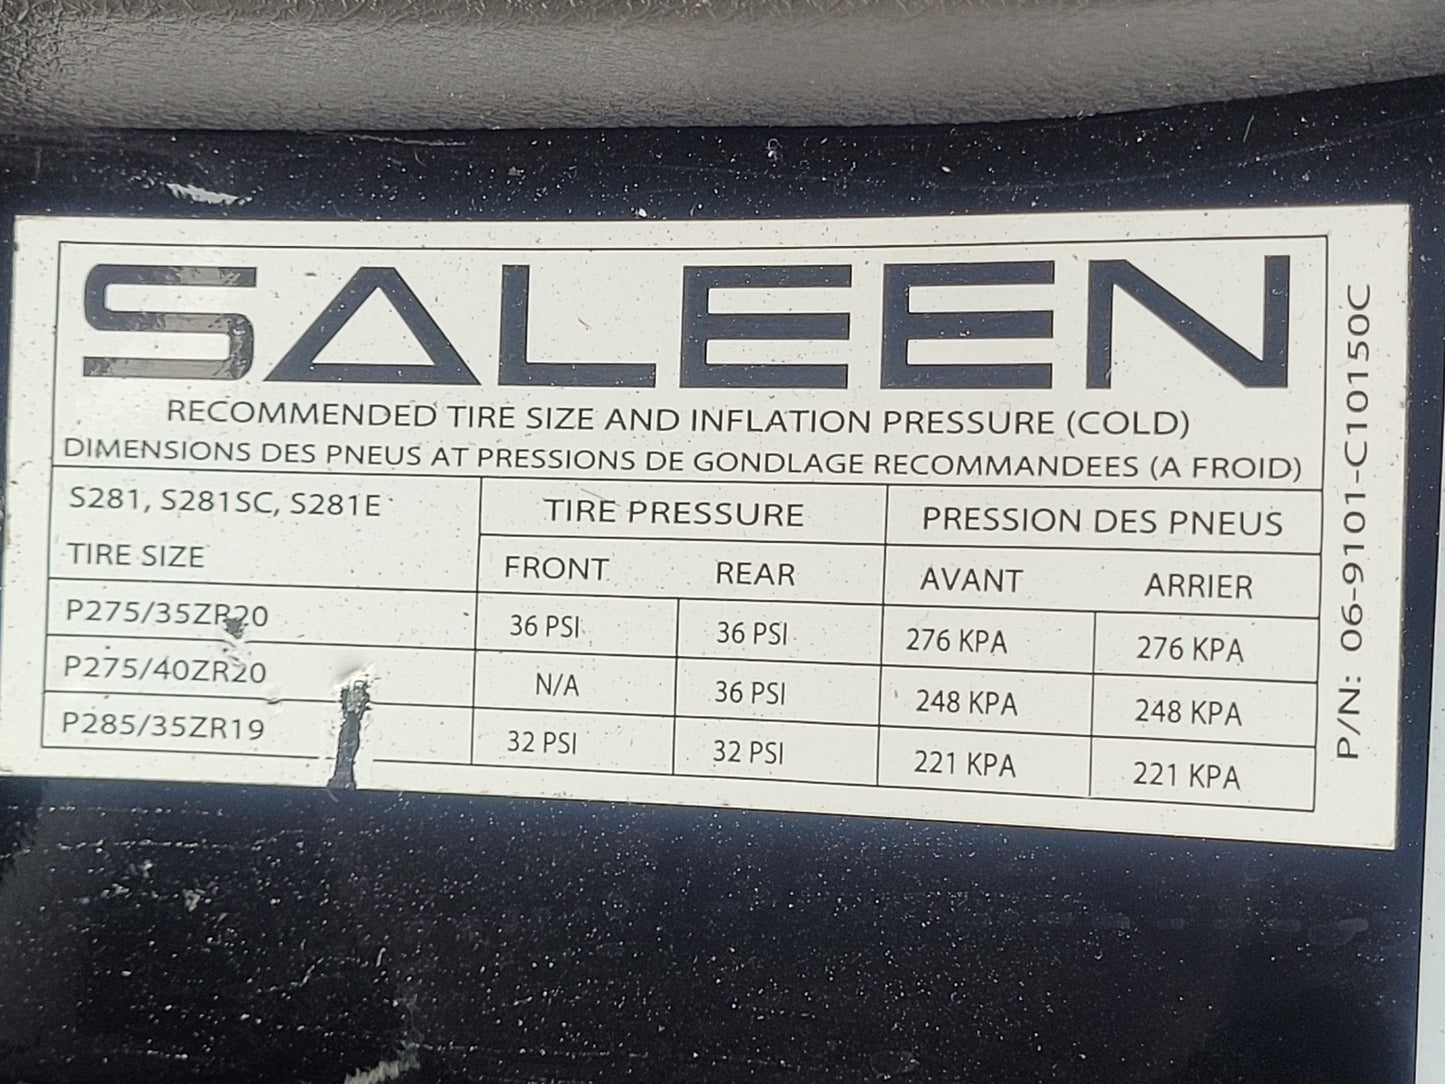 SALEEN
RECOMMENDED TIRE SIZE AND INFLATION PRESSURE (COLD)
DIMENSIONS DES PNEUS AT PRESSIONS DE GONDLAGE RECOMMANDEES (A FROID)
S281, S281SC, S281E TIRE PRESSURE PRESSION DES PNEUS
TIRE SIZE FRONT REAR AVANT ARRIER
P275/35ZR20 36 PSI 36 PSI 276 KPA 276 KPA
P275/40ZR20 N/A 36 PSI 248 KPA 248 KPA
P285/35ZR19 32 PSI 32 PSI 221 KPA 221 KPA
P/N: 06-9101-C10150C